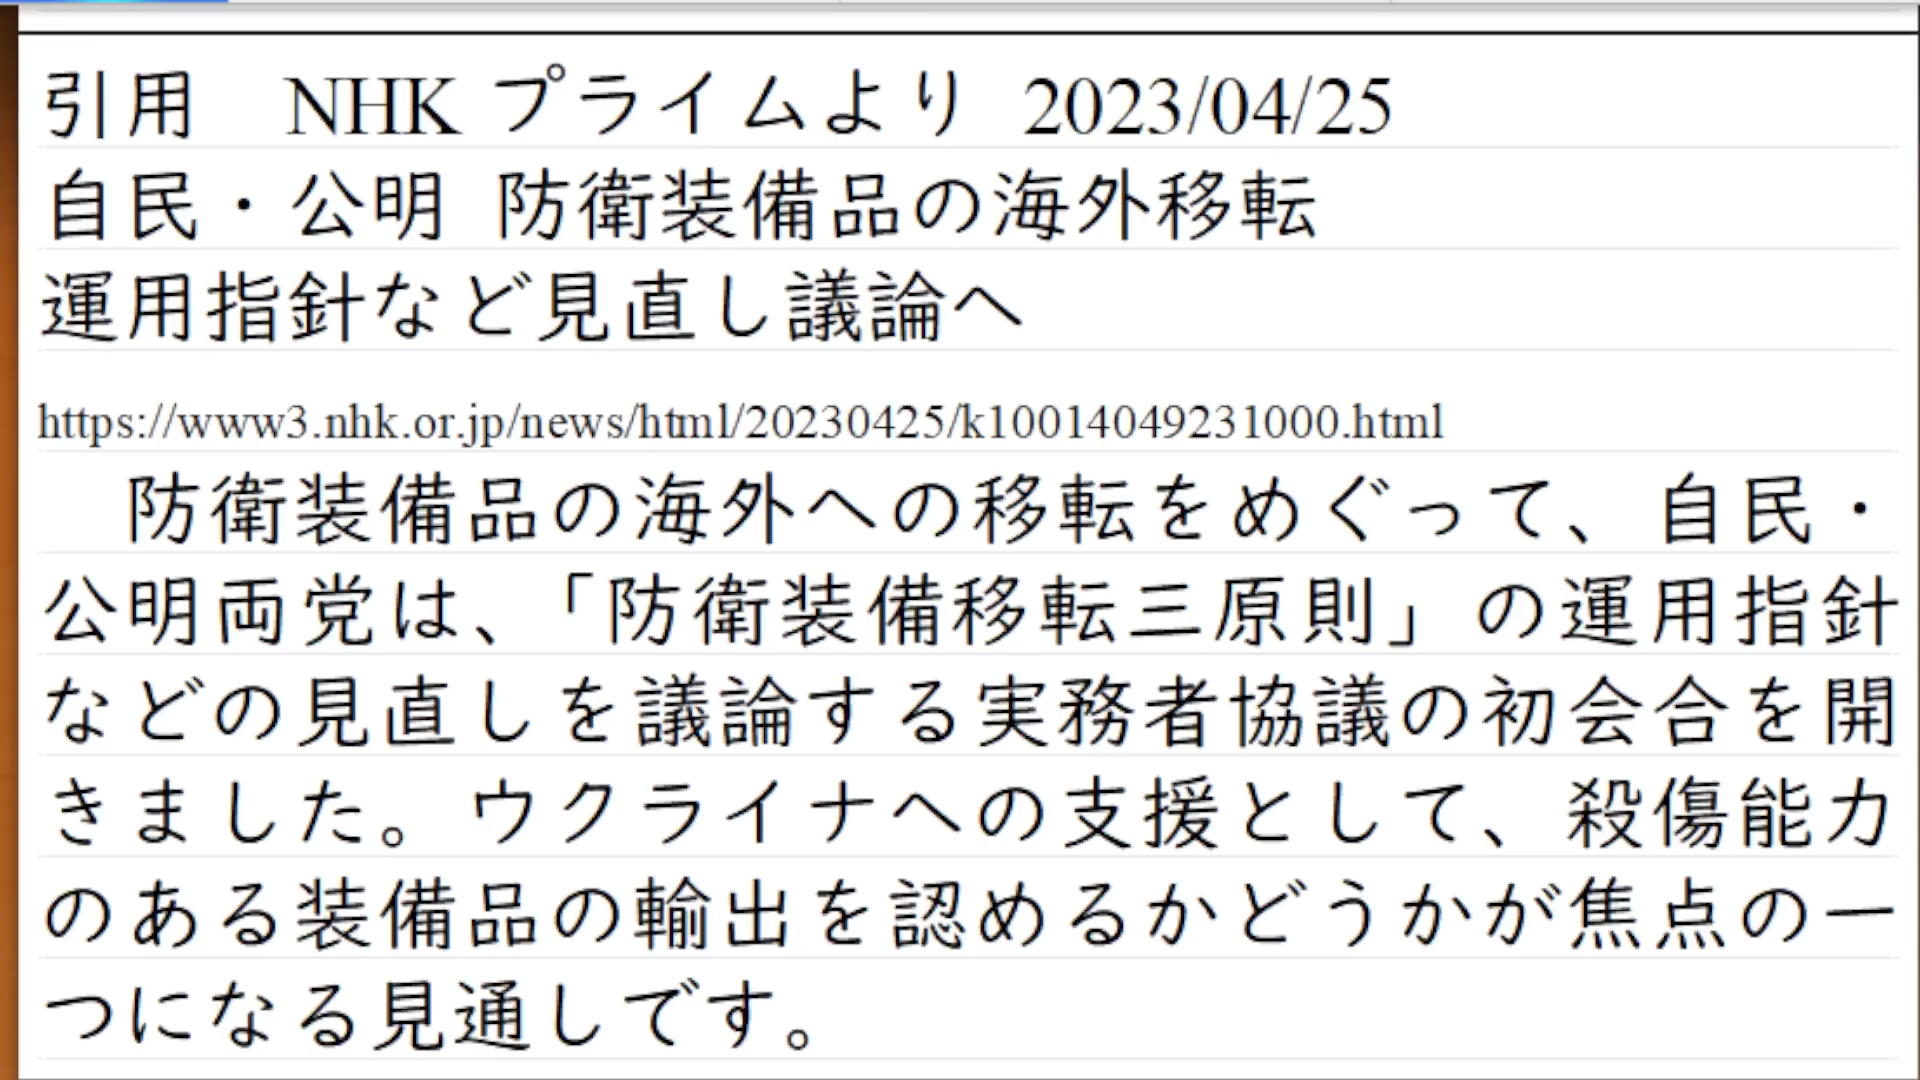 引用　NHK プライムより 2023/04/25
自民・公明 防衛装備品の海外移転
運用指針など見直し議論へ
https://www3.nhk.or.jp/news/html/20230425/k10014049231000.html
　防衛装備品の海外への移転をめぐって、自民・
公明両党は、「防衛装備移転三原則」の運用指針
などの見直しを議論する実務者協議の初会合を開
きました。ウクライナへの支援として、殺傷能力
のある装備品の輸出を認めるかどうかが焦点の一
つになる見通しです。